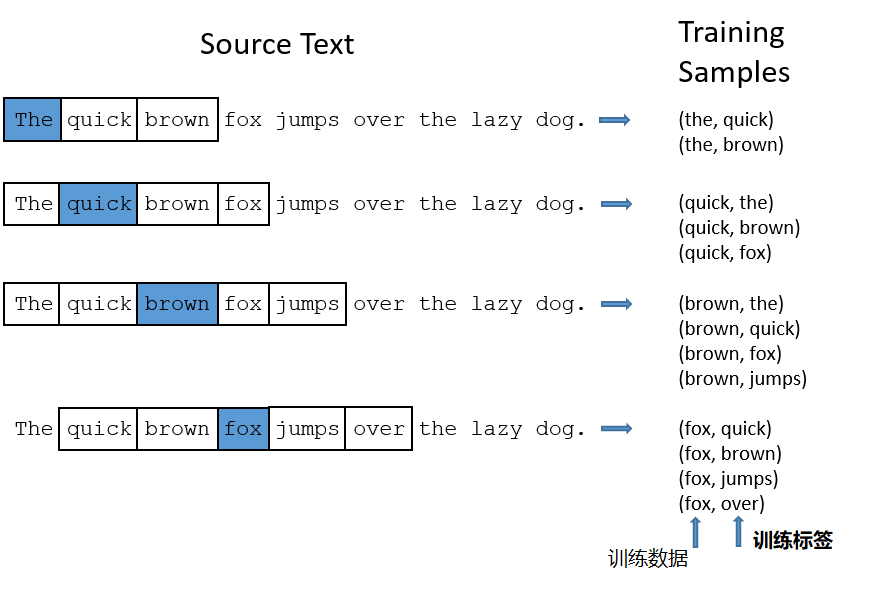 Source Text
Training
Samples
The quick brown fox jumps over the lazy dog.
(the, quick)
(the, brown)
The quick brown fox jumps over the lazy dog.
(quick, the)
(quick, brown)
(quick, fox)
The quick brown fox jumps over the lazy dog.
(brown, the)
(brown, quick)
(brown, fox)
(brown, jumps)
The quick brown fox jumps over the lazy dog.
(fox, quick)
(fox, brown)
(fox, jumps)
(fox, over)
训练数据
训练标签